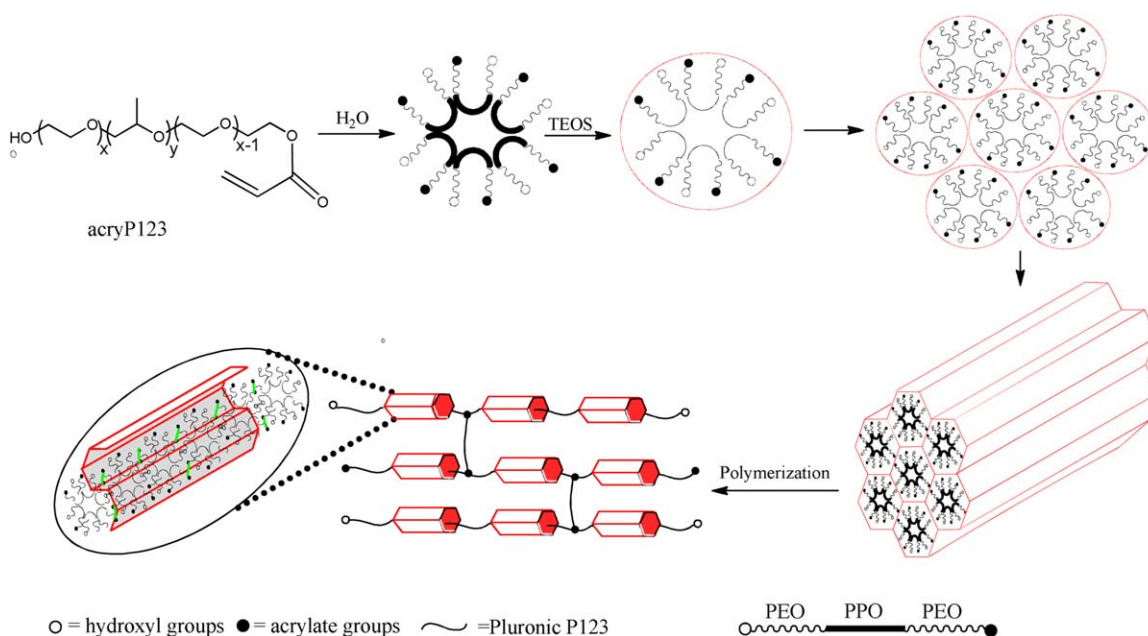 HO
O
O
O
O
x
y
x-1
O
H₂O
TEOS
acryP123
Polymerization
PEO PPO PEO
= hydroxyl groups = acrylate groups =Pluronic P123